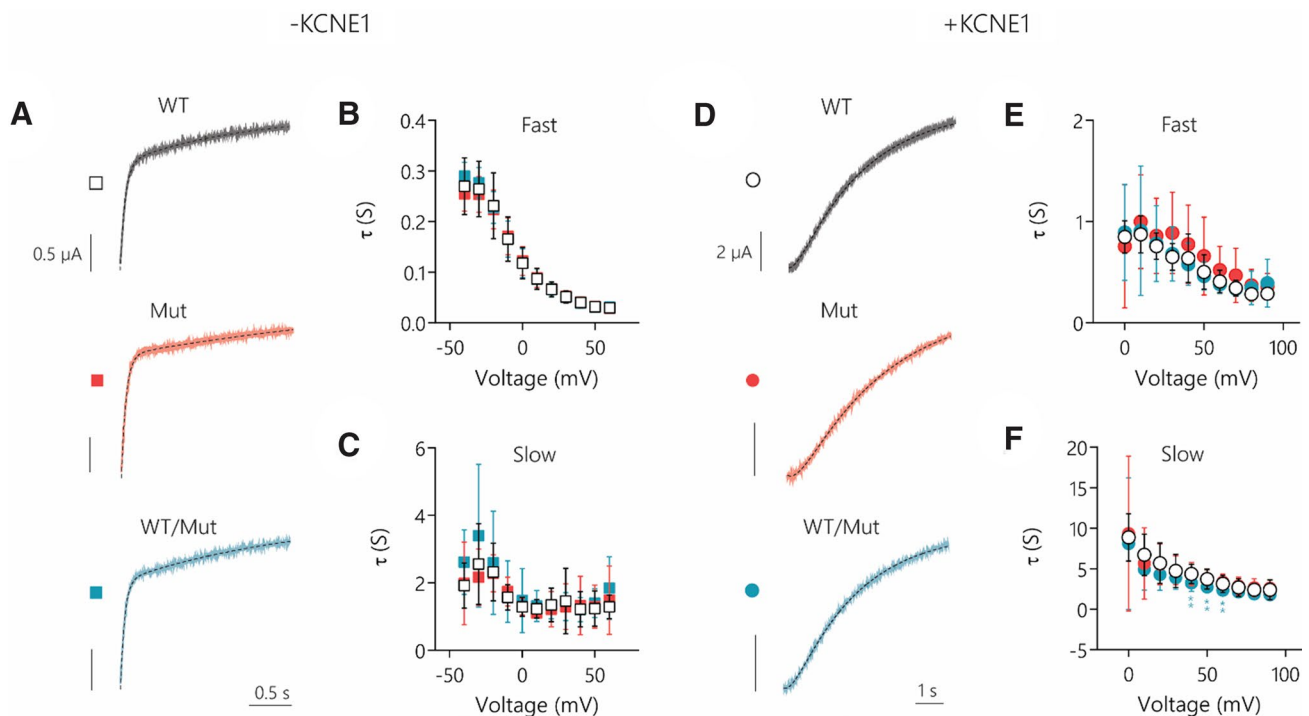 -KCNE1
+KCNE1
A
WT
0.5 µA
Mut
WT/Mut
0.5 s
B
Fast
τ (S)
0.4
0.3
0.2
0.1
0.0
-50
0
50
Voltage (mV)
C
Slow
τ (S)
6
4
2
0
-50
0
50
Voltage (mV)
D
WT
2 µA
Mut
WT/Mut
1 s
E
Fast
τ (S)
2
1
0
0
50
100
Voltage (mV)
F
Slow
τ (S)
20
15
10
5
0
-5
0
50
100
Voltage (mV)